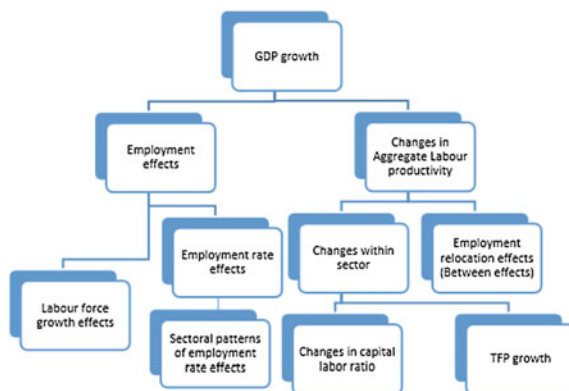 GDP growth
Employment
effects
Changes in
Aggregate Labour
productivity
Employment rate
effects
Changes within
sector
Employment
relocation effects
(Between effects)
Labour force
growth effects
Sectoral patterns
of employment
rate effects
Changes in capital
labor ratio
TFP growth